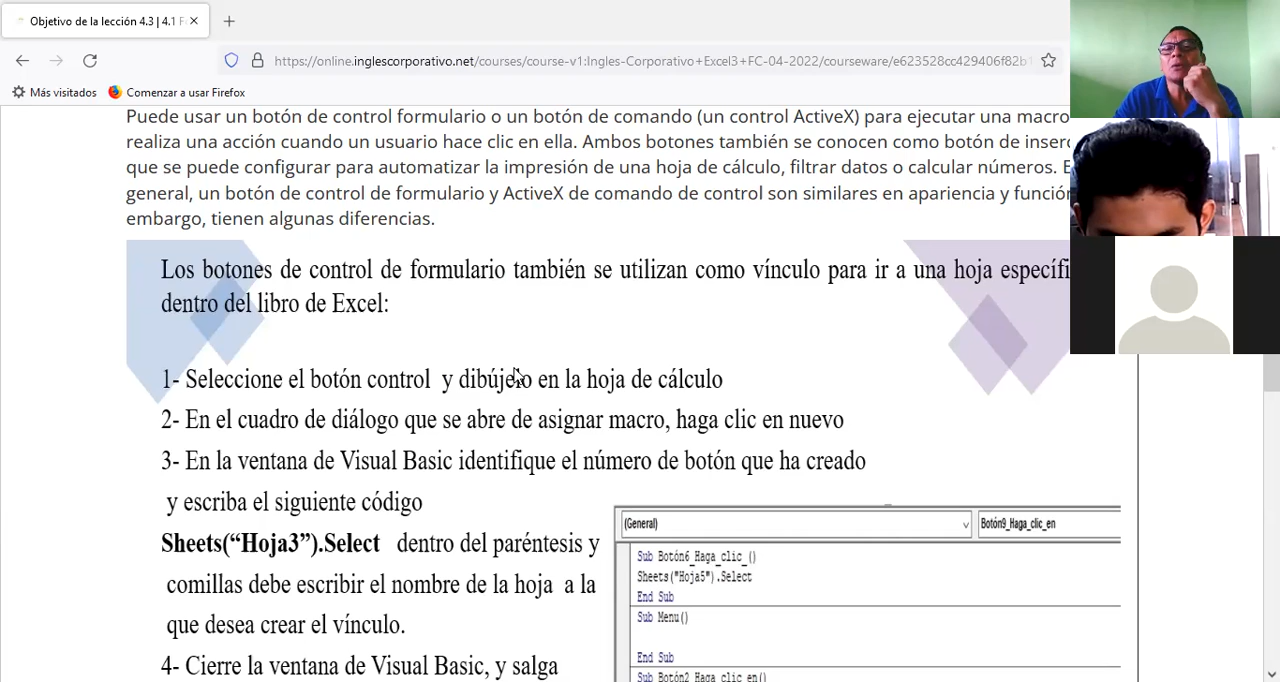 Objetivo de la lección 4.3 | 4.1 F
https://online.inglescorporativo.net/courses/course-v1:Ingles-Corporativo+Excel3+FC-04-2022/courseware/e623528cc429406f82b1
Más visitados Comenzar a usar Firefox
Puede usar un botón de control formulario o un botón de comando (un control ActiveX) para ejecutar una macro
realiza una acción cuando un usuario hace clic en ella. Ambos botones también se conocen como botón de inserc
que se puede configurar para automatizar la impresión de una hoja de cálculo, filtrar datos o calcular números. E
general, un botón de control de formulario y ActiveX de comando de control son similares en apariencia y función
embargo, tienen algunas diferencias.
Los botones de control de formulario también se utilizan como vínculo para ir a una hoja específi
dentro del libro de Excel:
1- Seleccione el botón control y dibújelo en la hoja de cálculo
2- En el cuadro de diálogo que se abre de asignar macro, haga clic en nuevo
3- En la ventana de Visual Basic identifique el número de botón que ha creado
y escriba el siguiente código
Sheets(“Hoja3”).Select dentro del paréntesis y
comillas debe escribir el nombre de la hoja a la
que desea crear el vínculo.
4- Cierre la ventana de Visual Basic, y salga
(General) Botón9_Haga_clic_en
Sub Botón6_Haga_clic_()
Sheets("Hoja5").Select
End Sub
Sub Menu()
End Sub
Sub Botón2_Haga_clic_en()